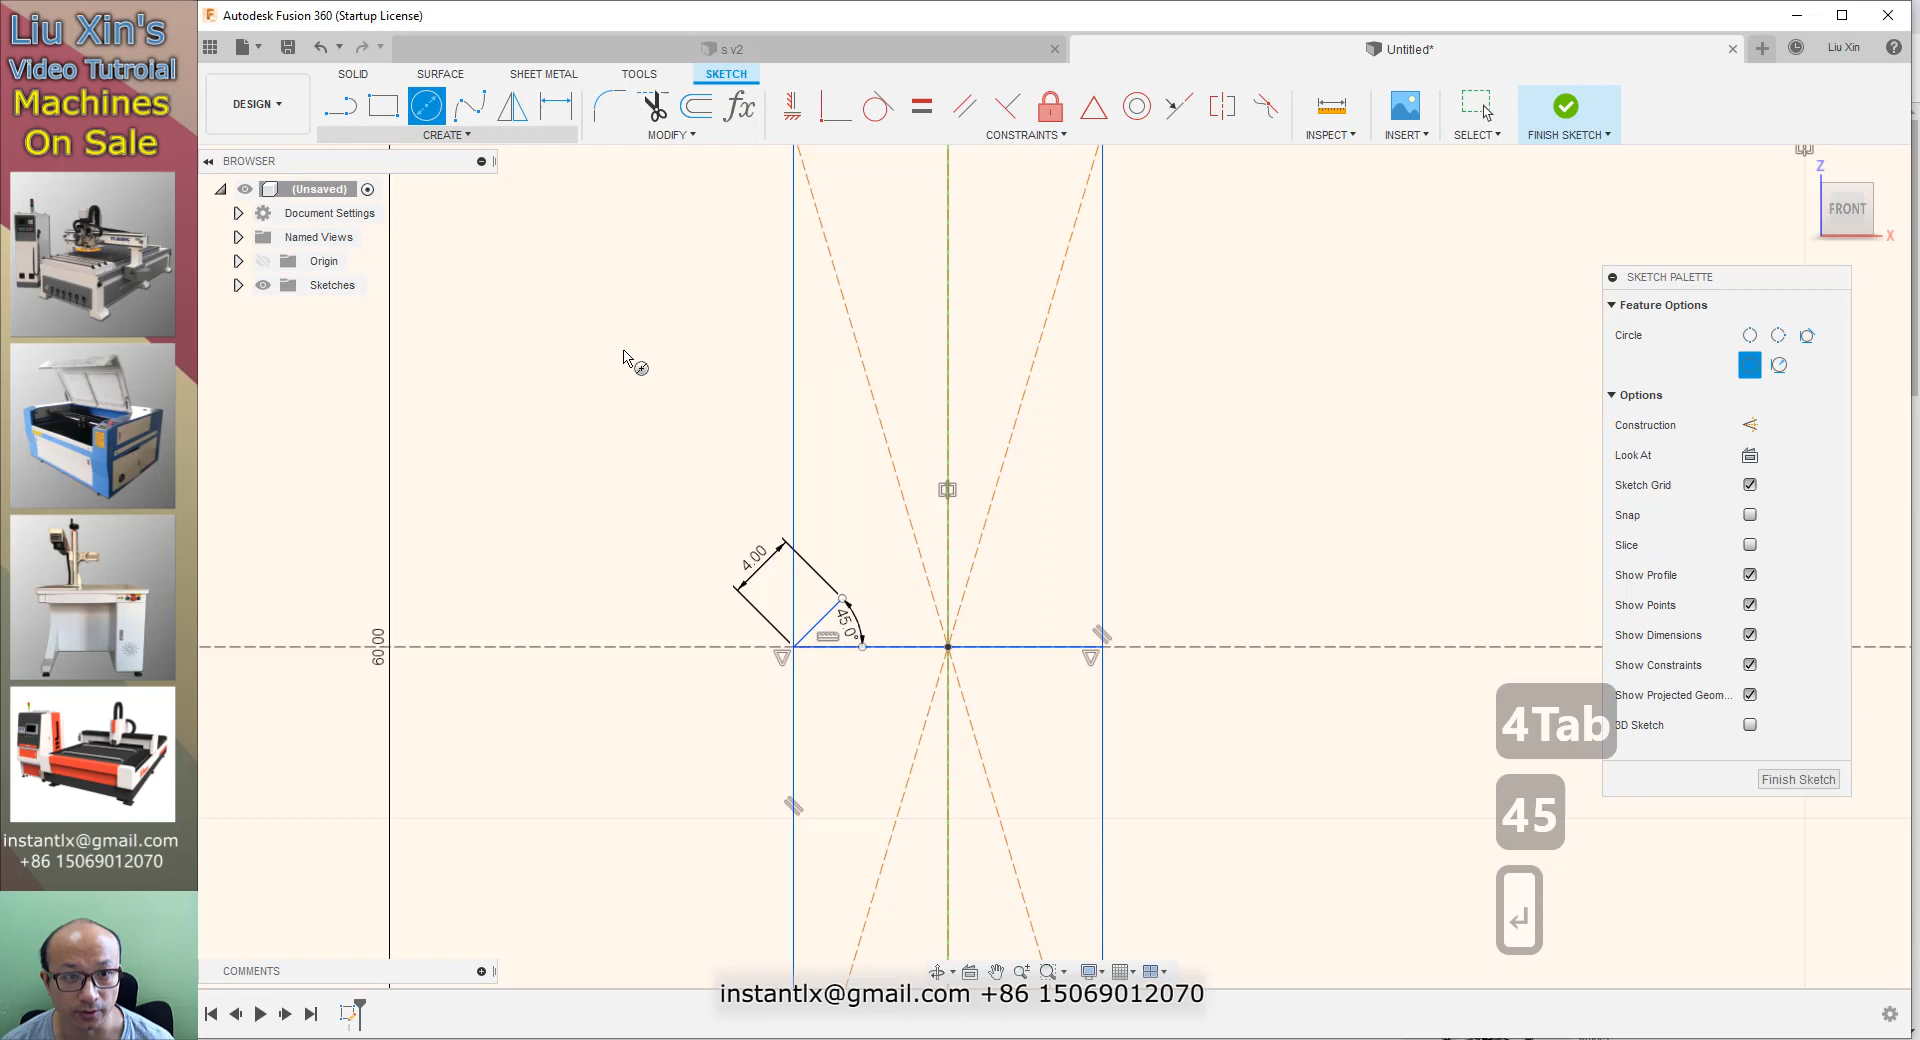 Liu Xin's
Video Tutroial
Machines
On Sale
instantlx@gmail.com
+86 15069012070
Autodesk Fusion 360 (Startup License)
s v2
Untitled*
Liu Xin
DESIGN
SOLID
SURFACE
SHEET METAL
TOOLS
SKETCH
CREATE
MODIFY
CONSTRAINTS
INSPECT
INSERT
SELECT
FINISH SKETCH
BROWSER
(Unsaved)
Document Settings
Named Views
Origin
Sketches
Z
FRONT
X
SKETCH PALETTE
Feature Options
Circle
Options
Construction
Look At
Sketch Grid
Snap
Slice
Show Profile
Show Points
Show Dimensions
Show Constraints
Show Projected Geom...
3D Sketch
Finish Sketch
4.00
45.0°
60.00
4Tab
45
COMMENTS
instantlx@gmail.com +86 15069012070